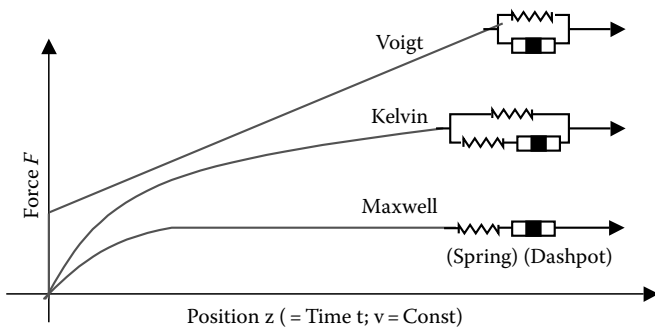 Voigt
Kelvin
Force F
Maxwell
(Spring) (Dashpot)
Position z ( = Time t; v = Const)